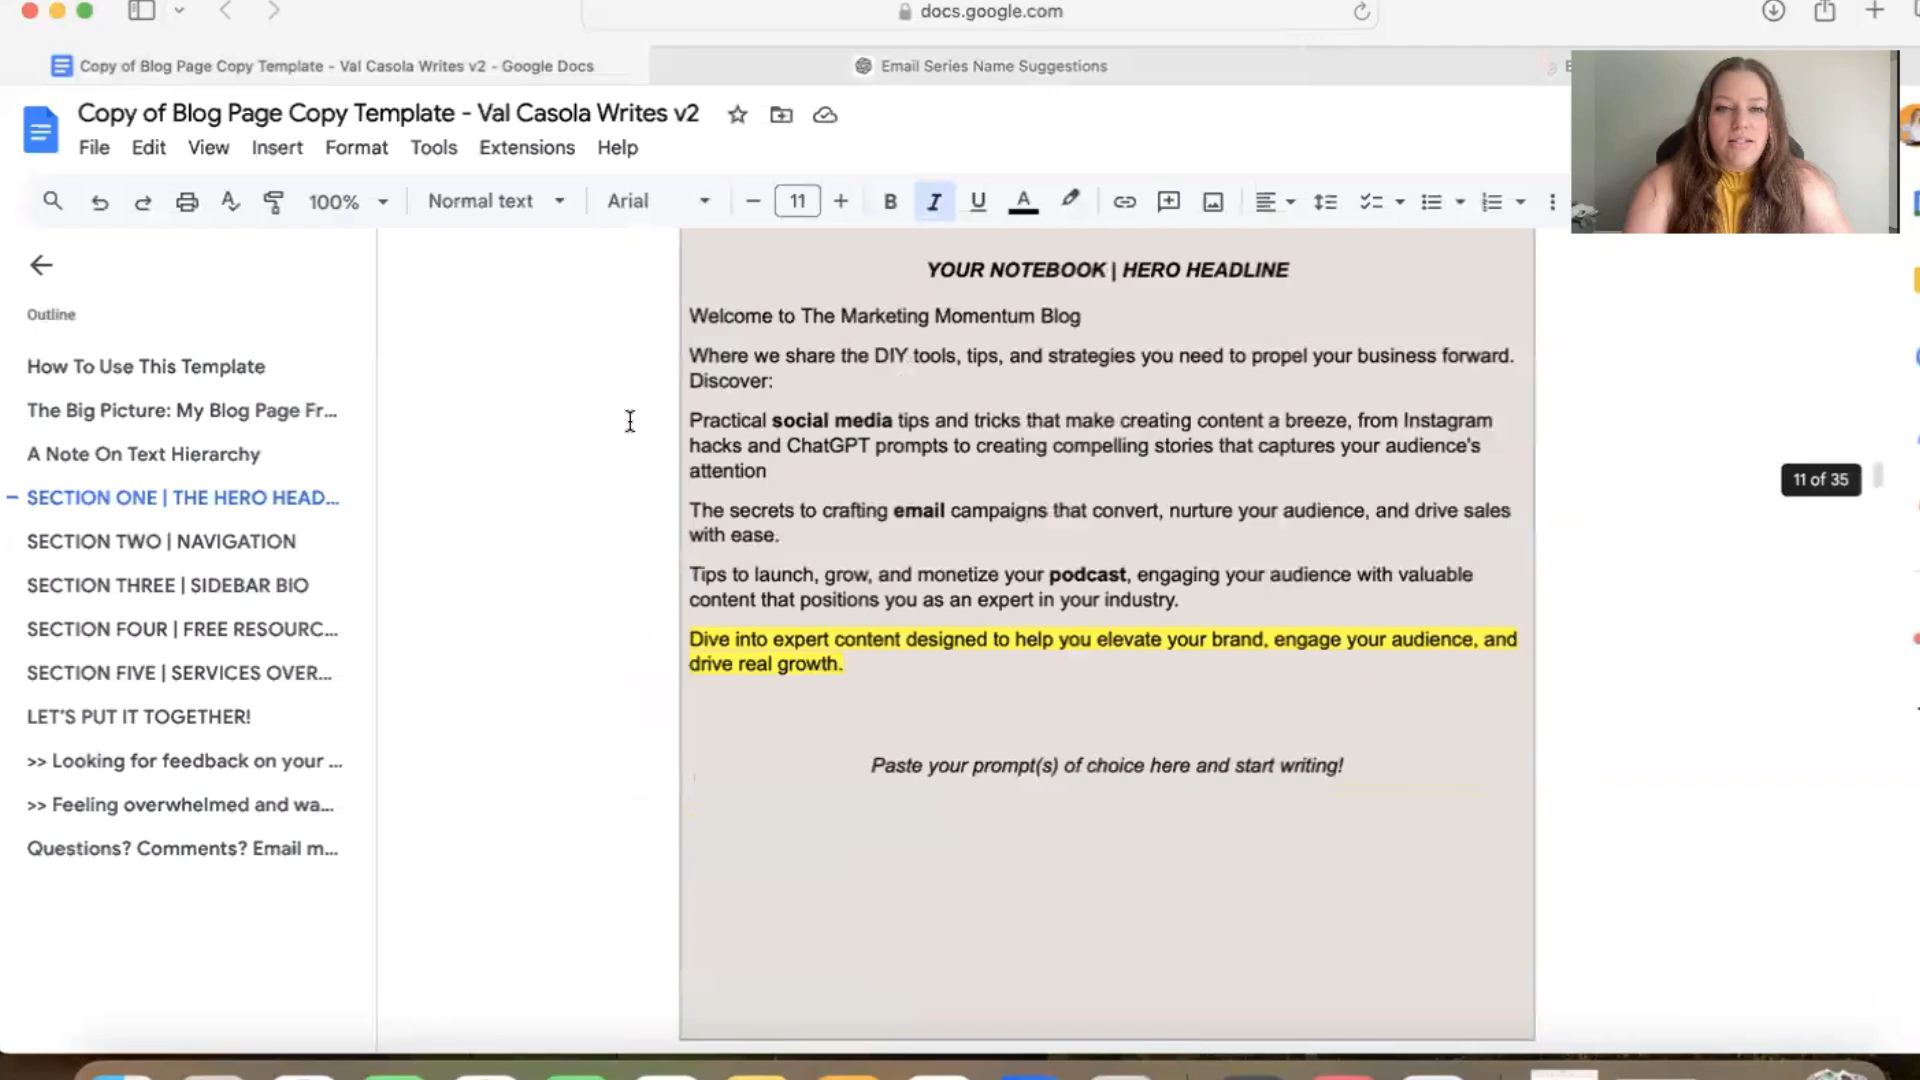 docs.google.com
Copy of Blog Page Copy Template - Val Casola Writes v2 - Google Docs
Email Series Name Suggestions
Copy of Blog Page Copy Template - Val Casola Writes v2
File Edit View Insert Format Tools Extensions Help
100% Normal text Arial 11 B I U A
Outline
How To Use This Template
The Big Picture: My Blog Page Fr...
A Note On Text Hierarchy
SECTION ONE | THE HERO HEAD...
SECTION TWO | NAVIGATION
SECTION THREE | SIDEBAR BIO
SECTION FOUR | FREE RESOURC...
SECTION FIVE | SERVICES OVER...
LET'S PUT IT TOGETHER!
>> Looking for feedback on your ...
>> Feeling overwhelmed and wa...
Questions? Comments? Email m...
YOUR NOTEBOOK | HERO HEADLINE
Welcome to The Marketing Momentum Blog
Where we share the DIY tools, tips, and strategies you need to propel your business forward.
Discover:
Practical social media tips and tricks that make creating content a breeze, from Instagram
hacks and ChatGPT prompts to creating compelling stories that captures your audience's
attention
The secrets to crafting email campaigns that convert, nurture your audience, and drive sales
with ease.
Tips to launch, grow, and monetize your podcast, engaging your audience with valuable
content that positions you as an expert in your industry.
Dive into expert content designed to help you elevate your brand, engage your audience, and
drive real growth.
Paste your prompt(s) of choice here and start writing!
11 of 35